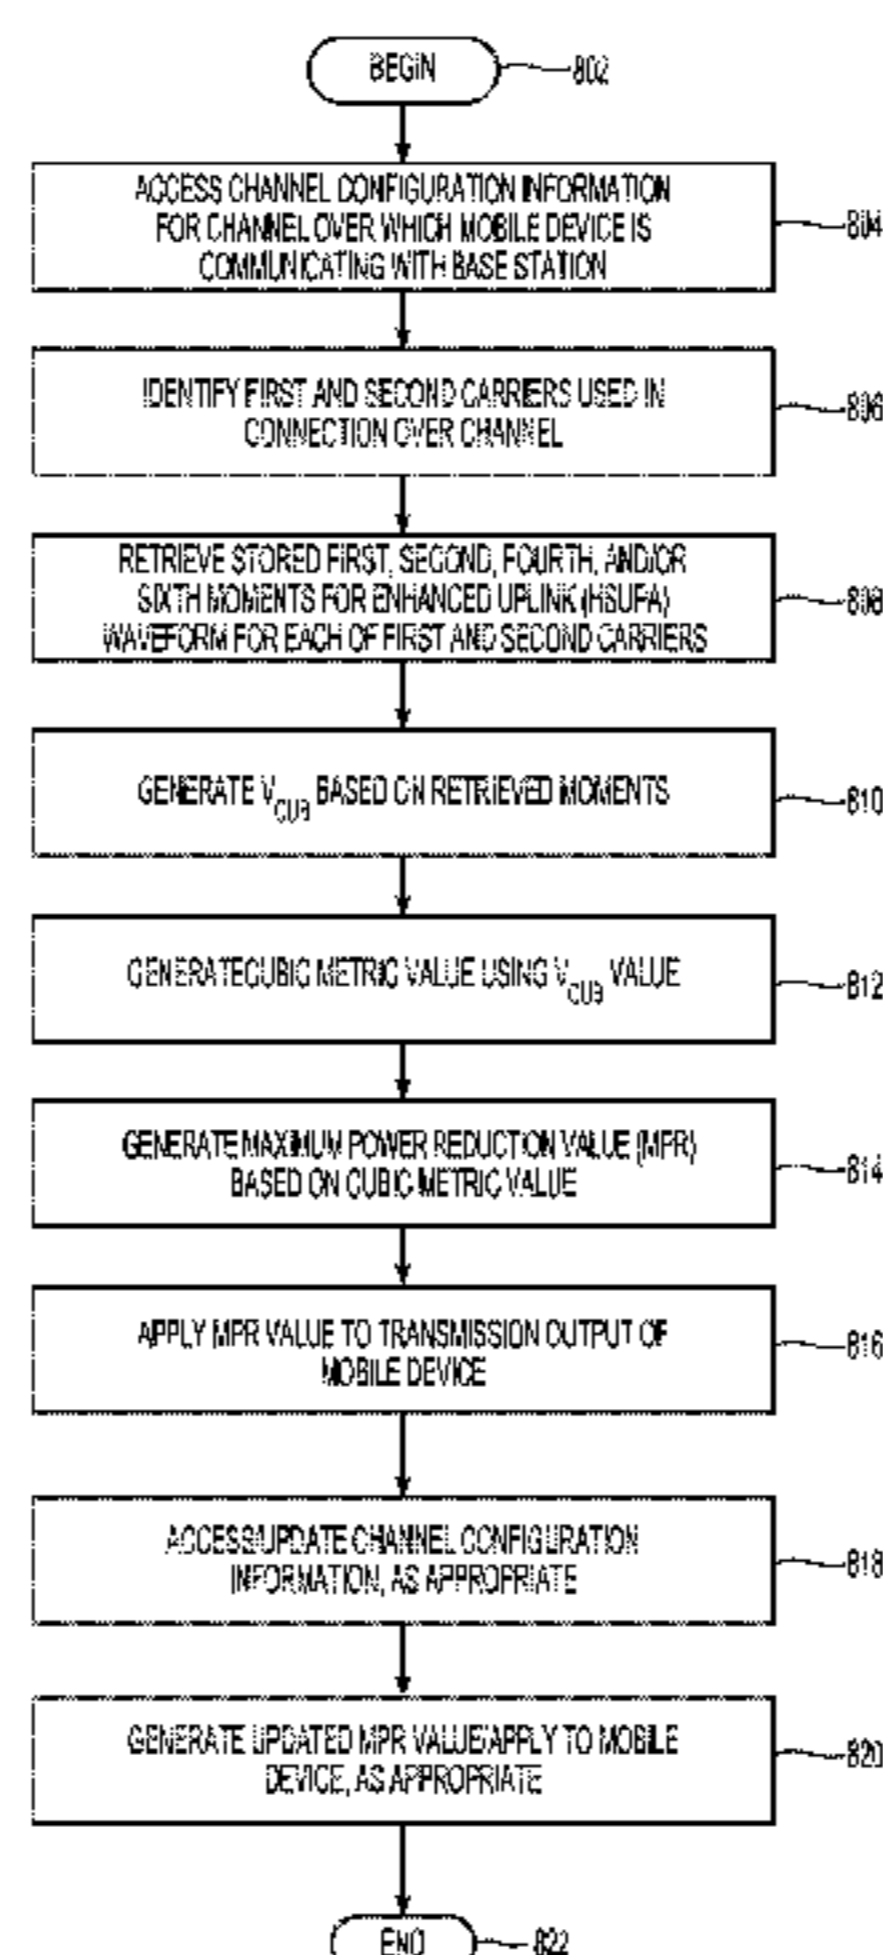 BEGIN
802
ACCESS CHANNEL CONFIGURATION INFORMATION
FOR CHANNEL OVER WHICH MOBILE DEVICE IS
COMMUNICATING WITH BASE STATION
804
IDENTIFY FIRST AND SECOND CARRIERS USED IN
CONNECTION OVER CHANNEL
806
RETRIEVE STORED FIRST, SECOND, FOURTH, AND/OR
SIXTH MOMENTS FOR ENHANCED UPLINK (HSUPA)
WAVEFORM FOR EACH OF FIRST AND SECOND CARRIERS
808
GENERATE VCUB BASED ON RETRIEVED MOMENTS
810
GENERATECUBIC METRIC VALUE USING VCUB VALUE
812
GENERATE MAXIMUM POWER REDUCTION VALUE (MPR)
BASED ON CUBIC METRIC VALUE
814
APPLY MPR VALUE TO TRANSMISSION OUTPUT OF
MOBILE DEVICE
816
ACCESS/UPDATE CHANNEL CONFIGURATION
INFORMATION, AS APPROPRIATE
818
GENERATE UPDATED MPR VALUE/APPLY TO MOBILE
DEVICE, AS APPROPRIATE
820
END
822